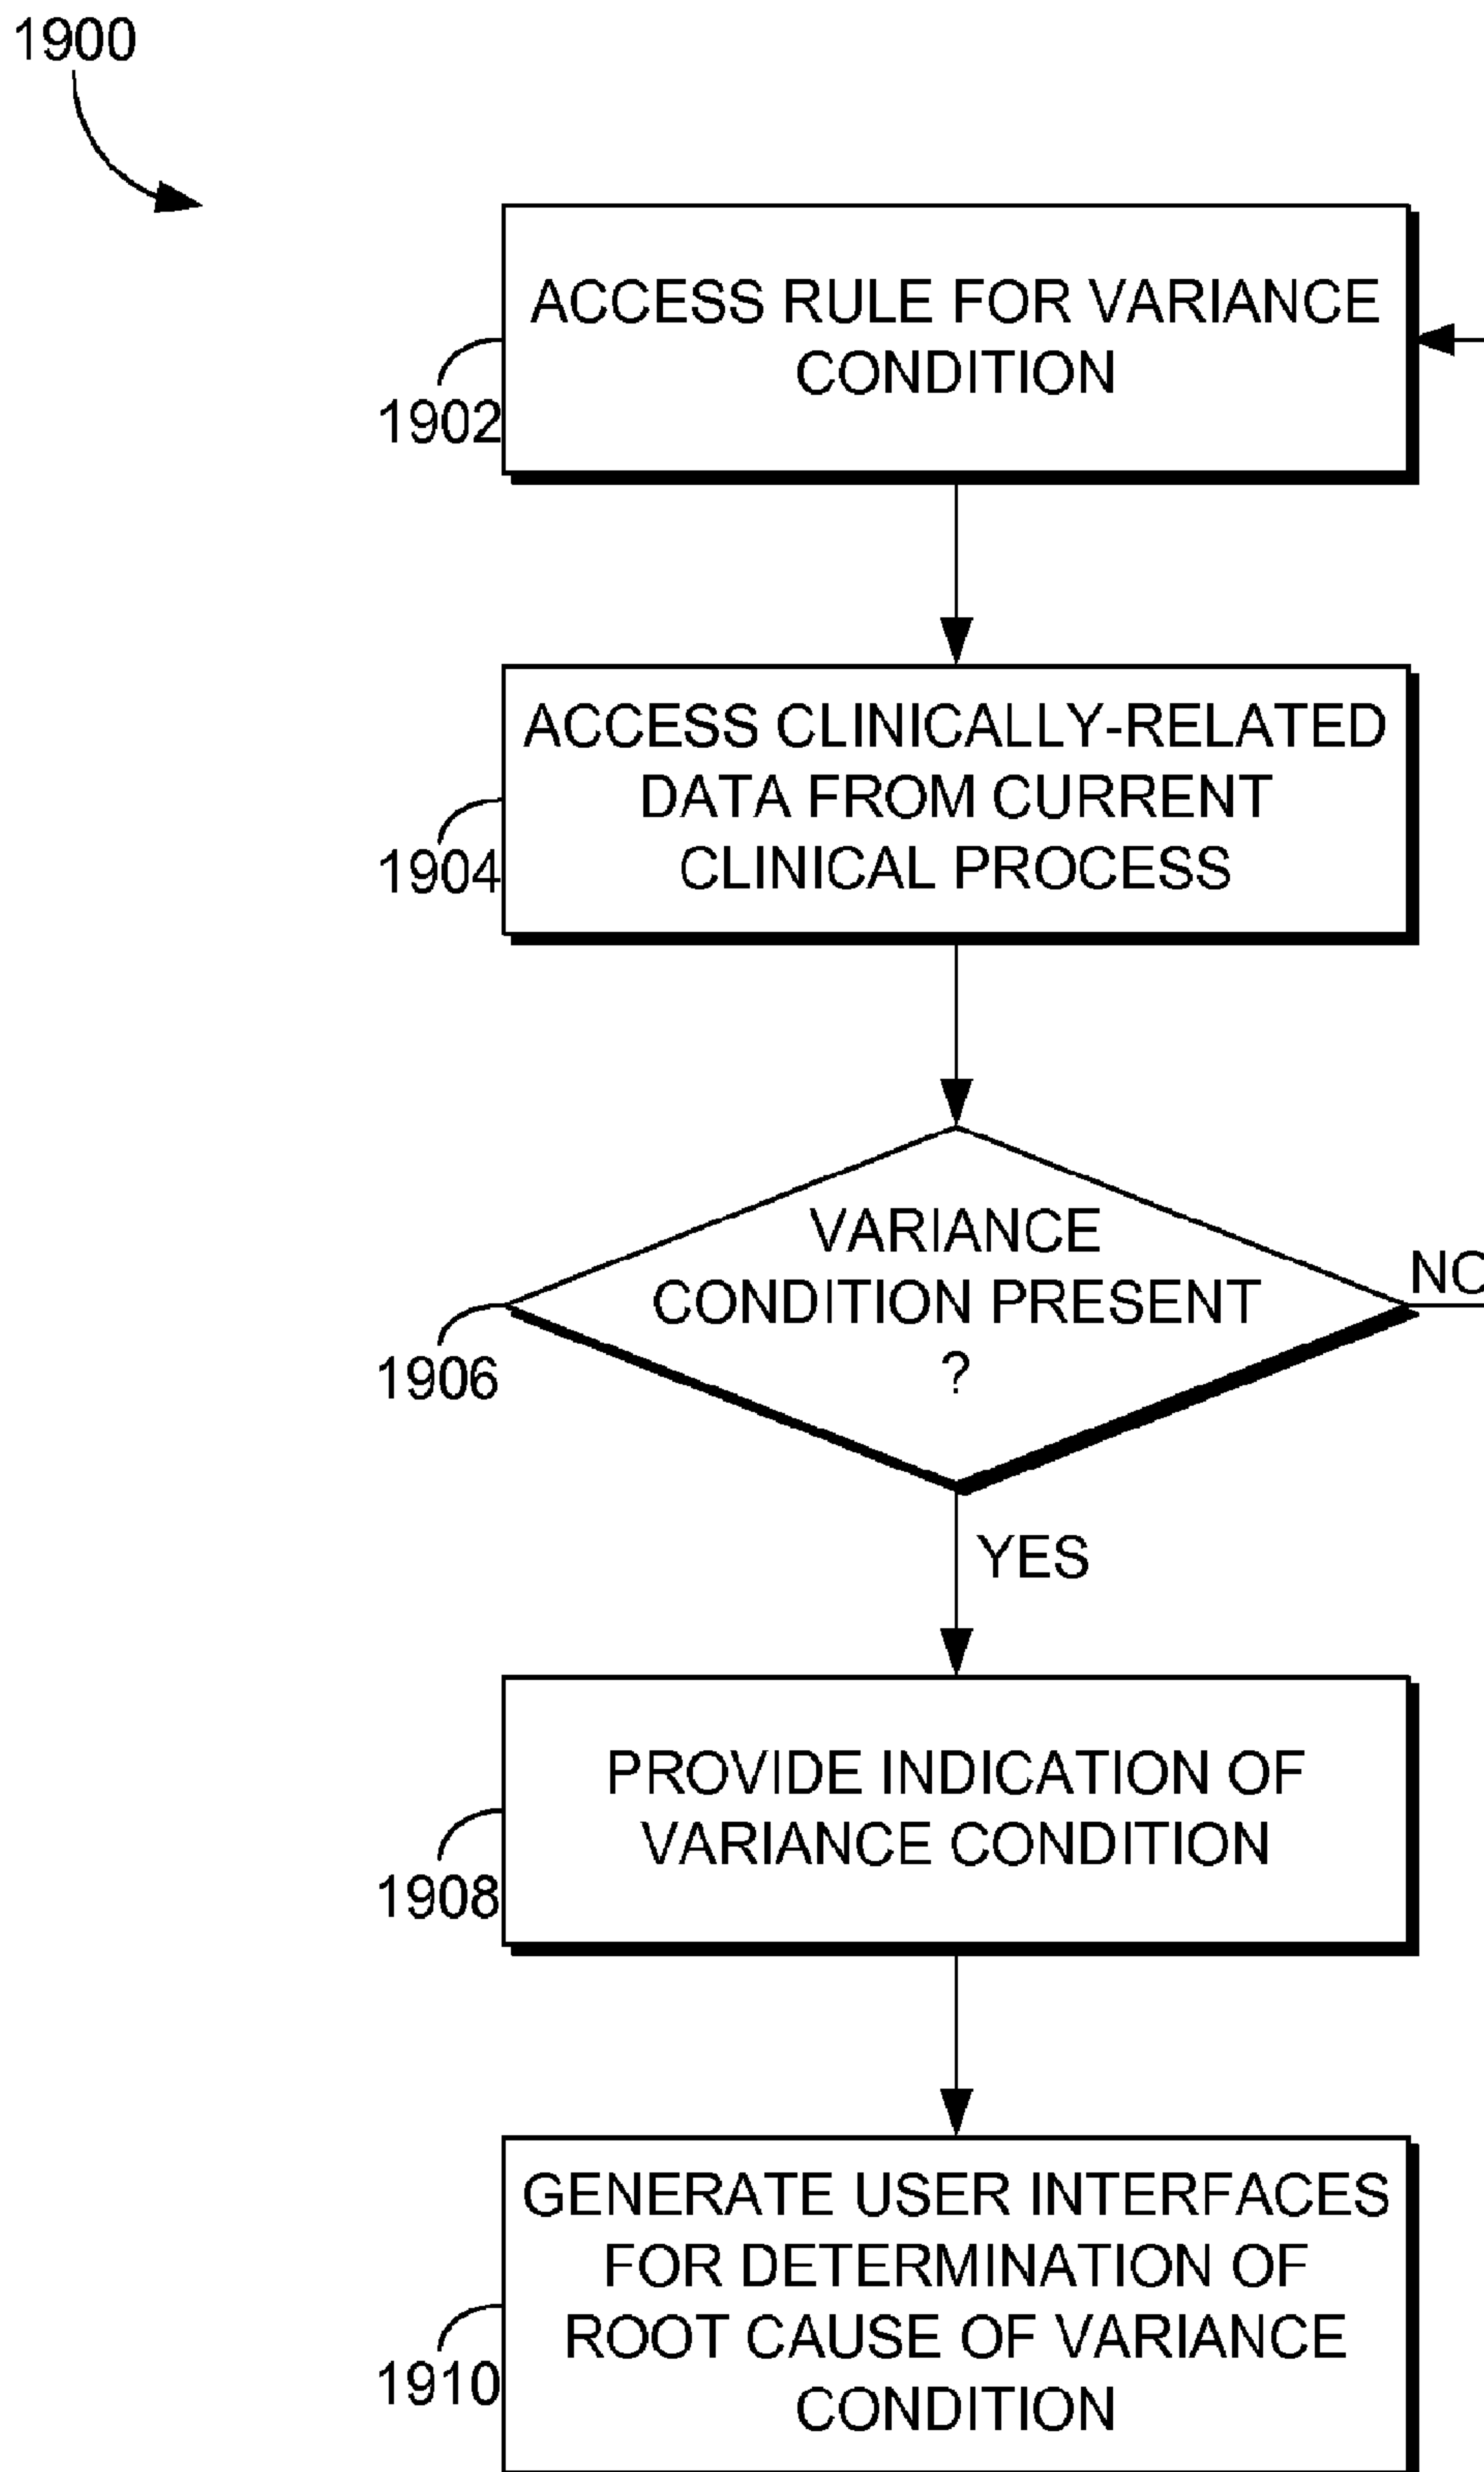 1900
ACCESS RULE FOR VARIANCE
CONDITION
1902
ACCESS CLINICALLY-RELATED
DATA FROM CURRENT
CLINICAL PROCESS
1904
VARIANCE
CONDITION PRESENT
?
NO
1906
YES
PROVIDE INDICATION OF
VARIANCE CONDITION
1908
GENERATE USER INTERFACES
FOR DETERMINATION OF
ROOT CAUSE OF VARIANCE
CONDITION
1910